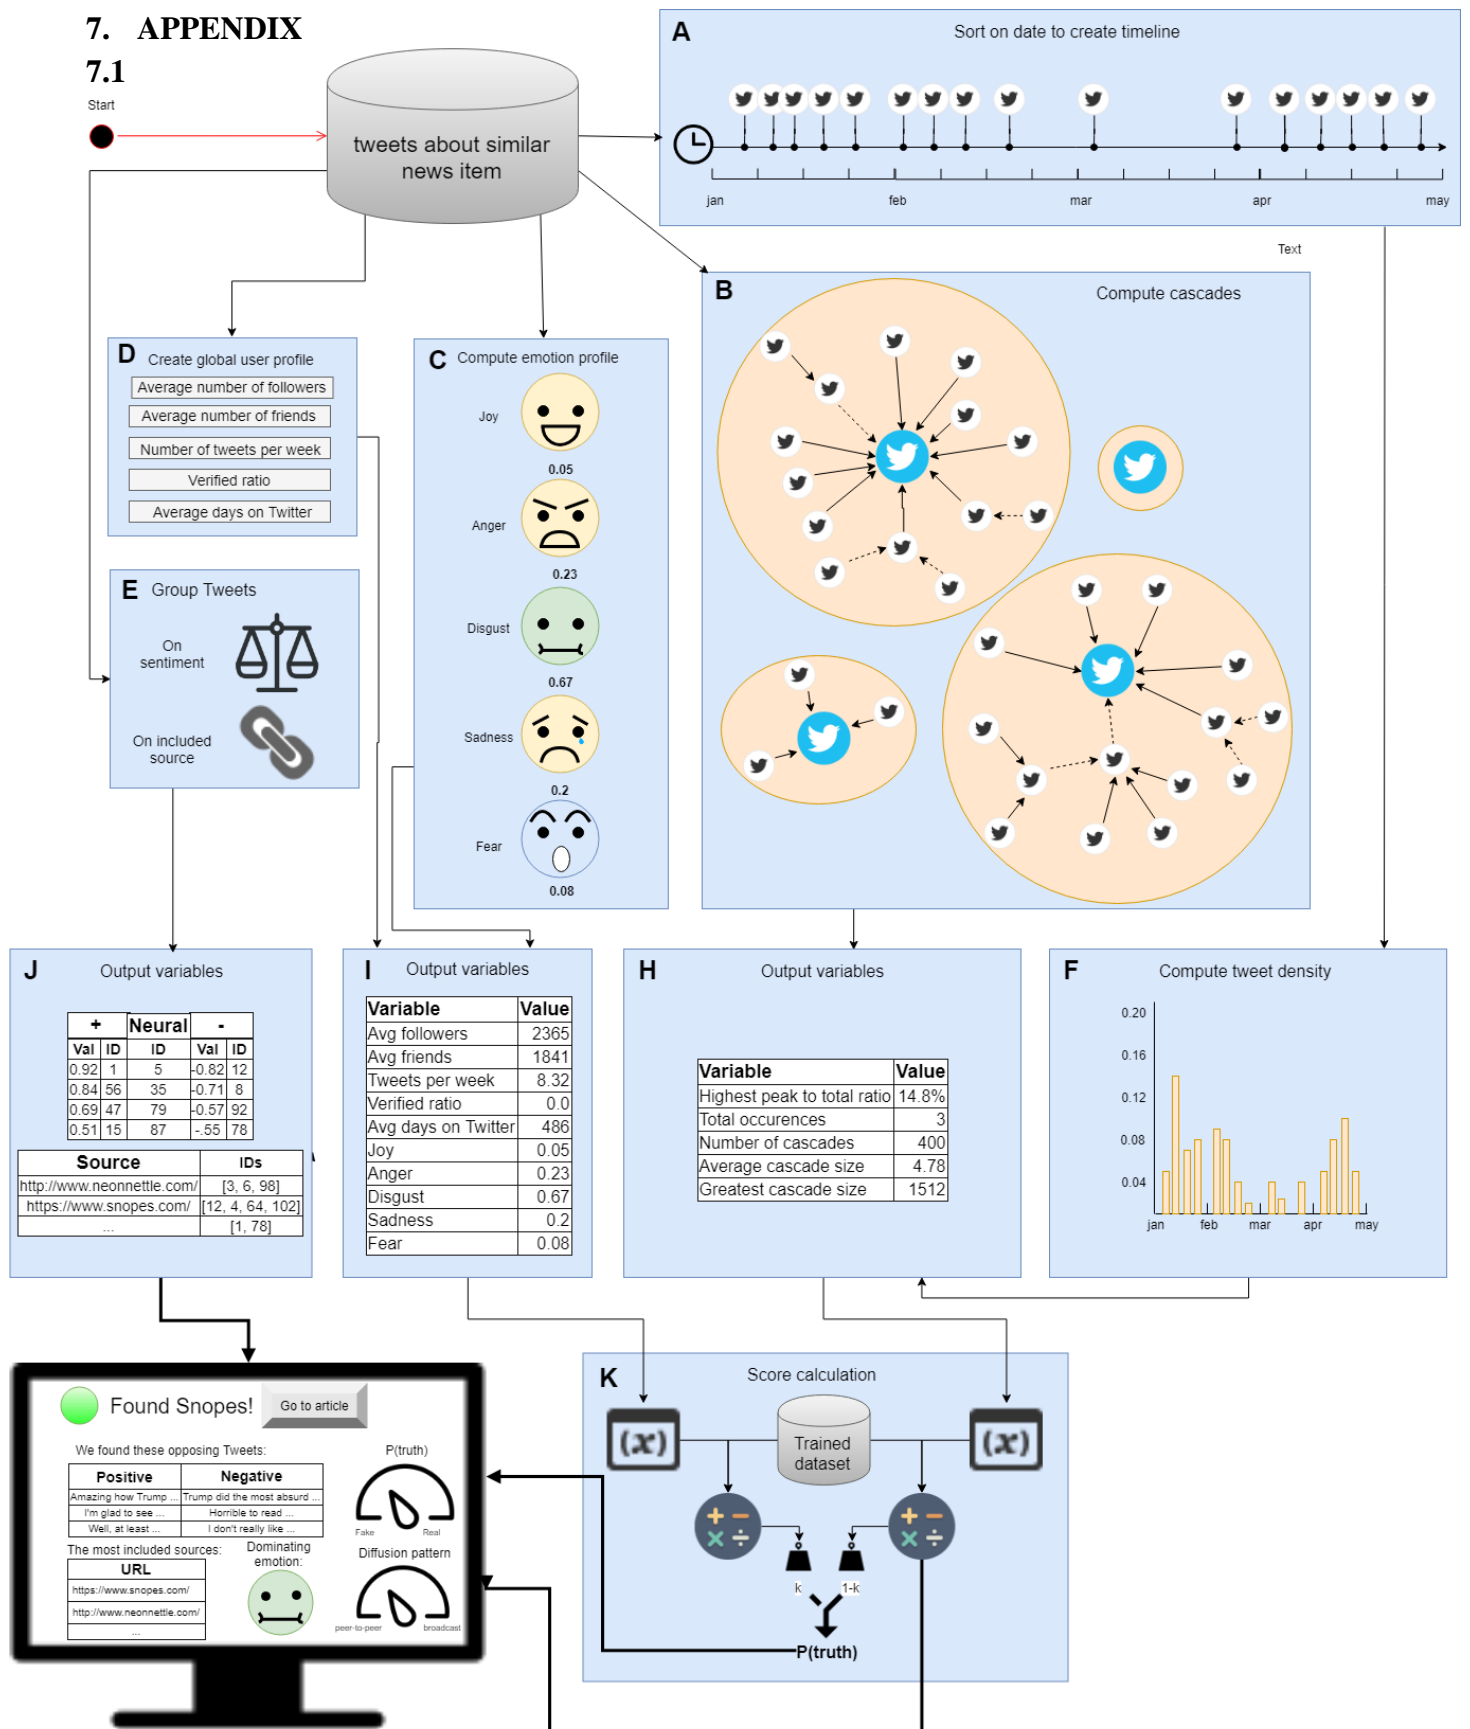 7. APPENDIX
7.1
Start
tweets about similar
news item
A
Sort on date to create timeline
jan feb mar apr may
Text
B
Compute cascades
D
Create global user profile
Average number of followers
Average number of friends
Number of tweets per week
Verified ratio
Average days on Twitter
C
Compute emotion profile
Joy
0.05
Anger
0.23
Disgust
0.67
Sadness
0.2
Fear
0.08
E
Group Tweets
On
sentiment
On included
source
J
Output variables
+ Neural -
Val ID ID Val ID
0.92 1 5 -0.82 12
0.84 56 35 -0.71 8
0.69 47 79 -0.57 92
0.51 15 87 -.55 78
Source IDs
http://www.neonnettle.com/ [3, 6, 98]
https://www.snopes.com/ [12, 4, 64, 102]
... [1, 78]
I
Output variables
Variable Value
Avg followers 2365
Avg friends 1841
Tweets per week 8.32
Verified ratio 0.0
Avg days on Twitter 486
Joy 0.05
Anger 0.23
Disgust 0.67
Sadness 0.2
Fear 0.08
H
Output variables
Variable Value
Highest peak to total ratio 14.8%
Total occurences 3
Number of cascades 400
Average cascade size 4.78
Greatest cascade size 1512
F
Compute tweet density
0.20
0.16
0.12
0.08
0.04
jan feb mar apr may
Found Snopes!
Go to article
We found these opposing Tweets:
Positive Negative
Amazing how Trump ... Trump did the most absurd ...
I'm glad to see ... Horrible to read ...
Well, at least ... I don't really like ...
The most included sources:
URL
https://www.snopes.com/
http://www.neonnettle.com/
...
Dominating
emotion:
P(truth)
Fake Real
Diffusion pattern
peer-to-peer broadcast
K
Score calculation
(x)
Trained
dataset
(x)
k 1-k
P(truth)